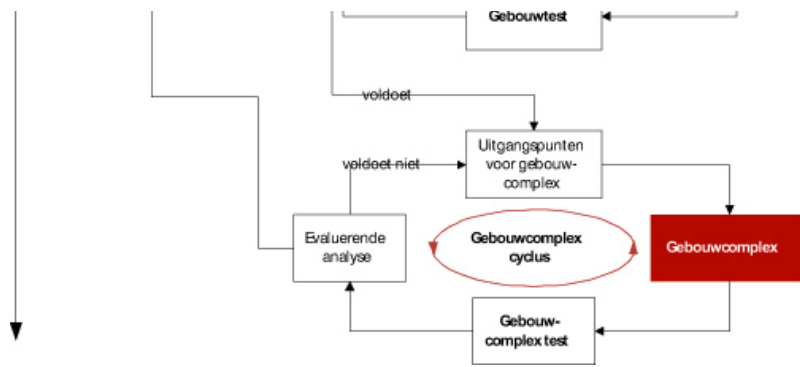 Gebouwtest
voldoet
Uitgangspunten
voor gebouw-
complex
voldoet niet
Evaluerende
analyse
Gebouwcomplex
cyclus
Gebouwcomplex
Gebouw-
complex test